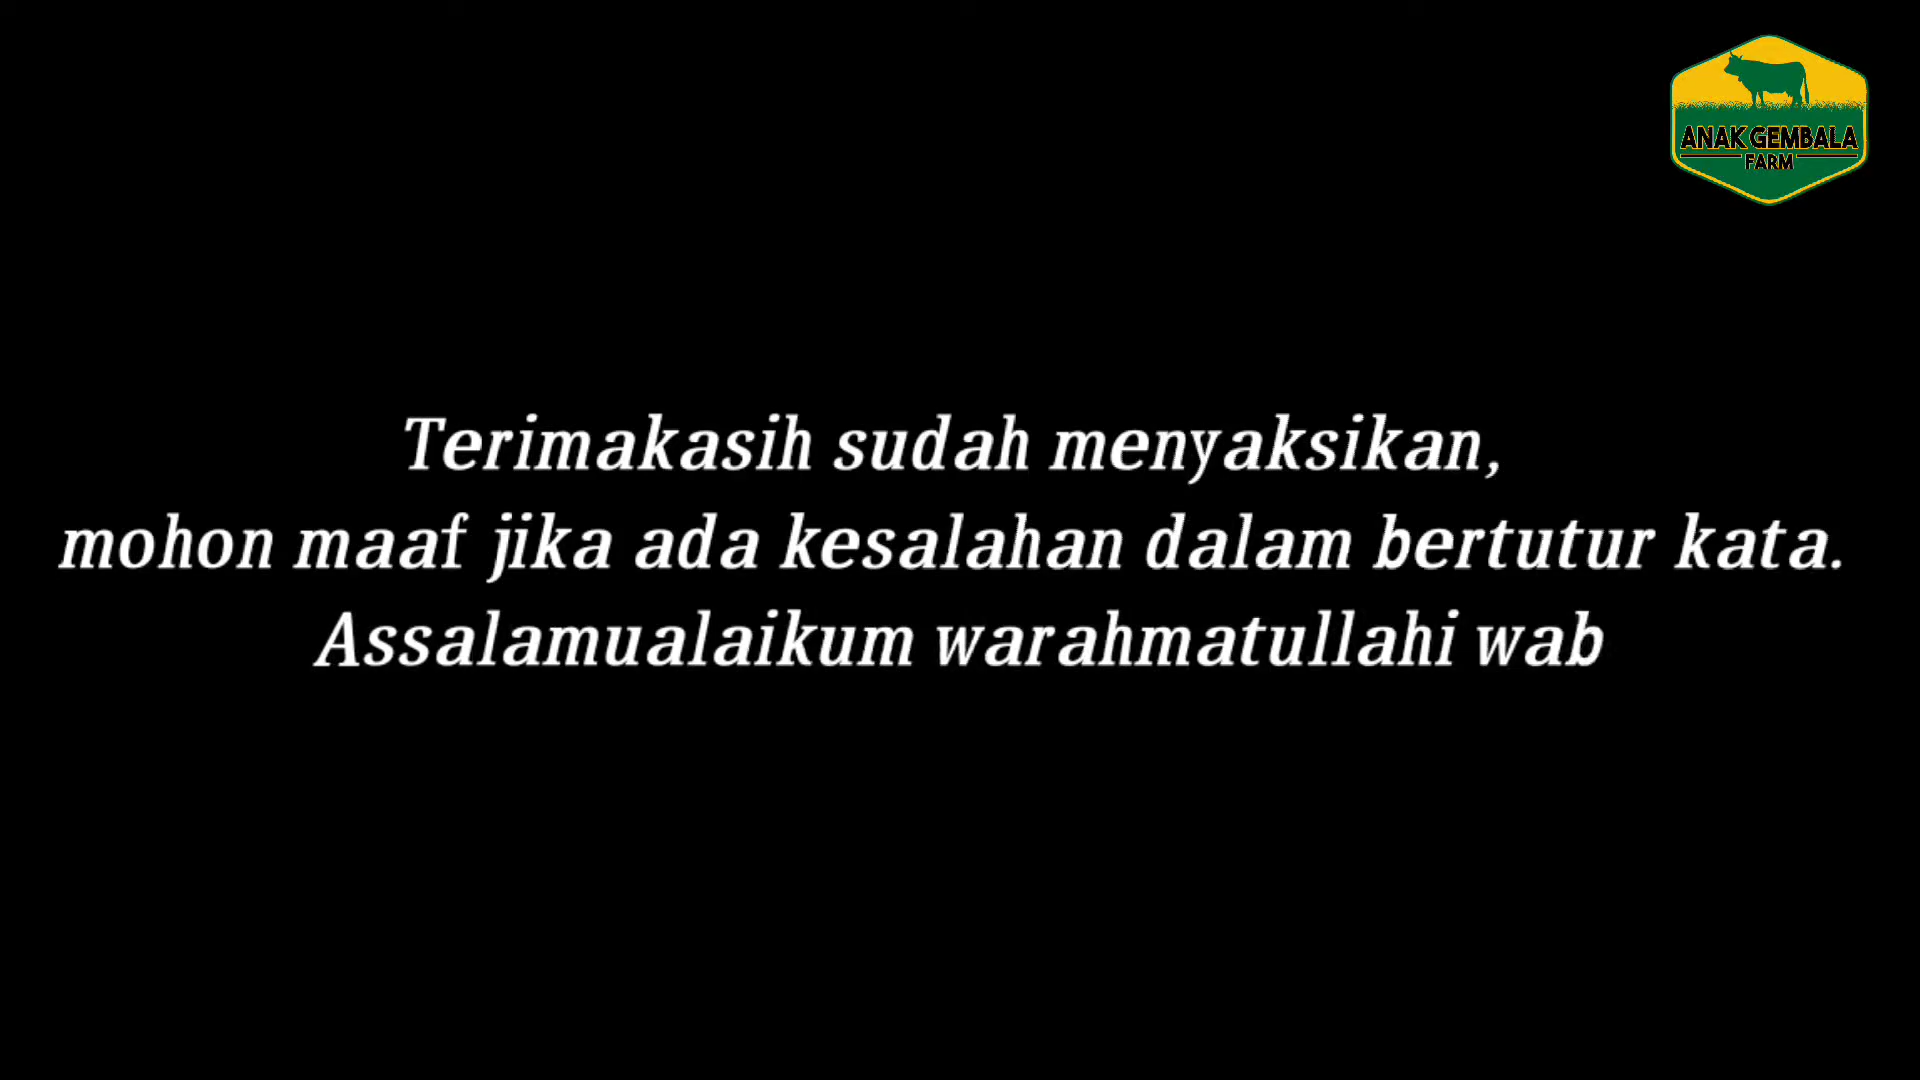 ANAK GEMBALA
FARM
Terimakasih sudah menyaksikan,
mohon maaf jika ada kesalahan dalam bertutur kata.
Assalamualaikum warahmatullahi wab